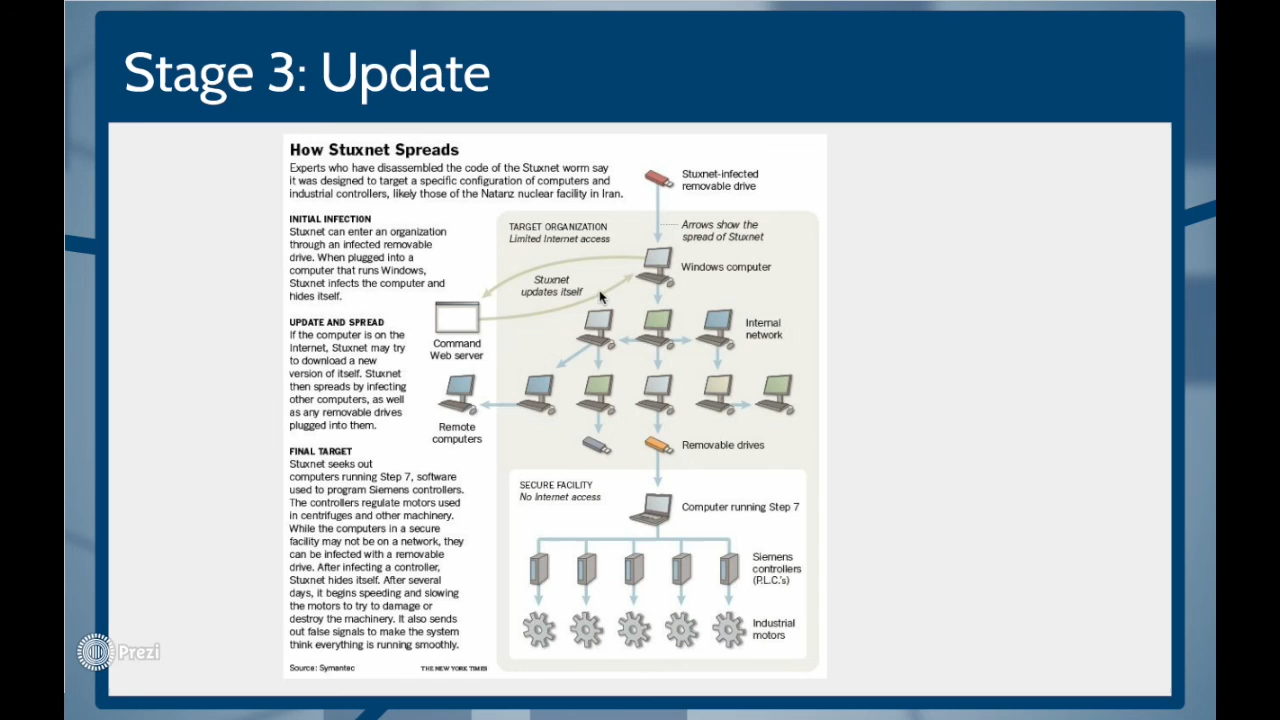 Stage 3: Update
How Stuxnet Spreads
Experts who have disassembled the code of the Stuxnet worm say
it was designed to target a specific configuration of computers and
industrial controllers, likely those of the Natanz nuclear facility in Iran.
INITIAL INFECTION
Stuxnet can enter an organization
through an infected removable
drive. When plugged into a
computer that runs Windows,
Stuxnet infects the computer and
hides itself.
UPDATE AND SPREAD
If the computer is on the
Internet, Stuxnet may try
to download a new
version of itself. Stuxnet
then spreads by infecting
other computers, as well
as any removable drives
plugged into them.
FINAL TARGET
Stuxnet seeks out
computers running Step 7, software
used to program Siemens controllers.
The controllers regulate motors used
in centrifuges and other machinery.
While the computers in a secure
facility may not be on a network, they
can be infected with a removable
drive. After infecting a controller,
Stuxnet hides itself. After several
days, it begins speeding and slowing
the motors to try to damage or
destroy the machinery. It also sends
out false signals to make the system
think everything is running smoothly.
Source: Symantec
THE NEW YORK TIMES
Stuxnet-infected
removable drive
TARGET ORGANIZATION
Limited Internet access
Arrows show the
spread of Stuxnet
Windows computer
Stuxnet
updates itself
Command
Web server
Internal
network
Remote
computers
Removable drives
SECURE FACILITY
No Internet access
Computer running Step 7
Siemens
controllers
(P.L.C.'s)
Industrial
motors
Prezi